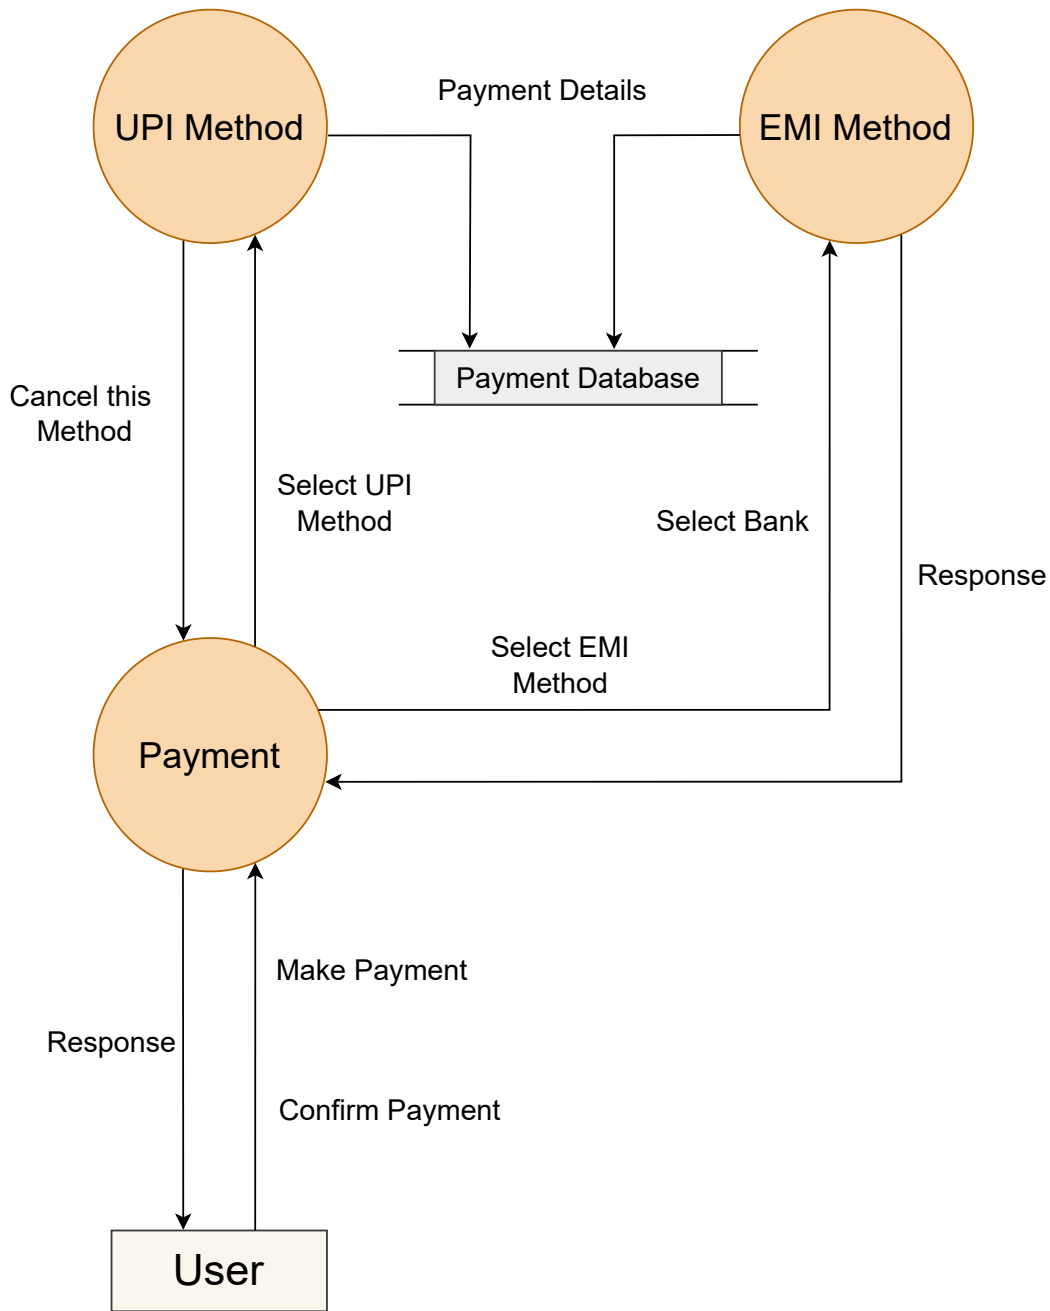 Payment Details
UPI Method
EMI Method
Payment Database
Cancel this
Method
Select UPI
Method
Select Bank
Response
Select EMI
Method
Payment
Make Payment
Response
Confirm Payment
User